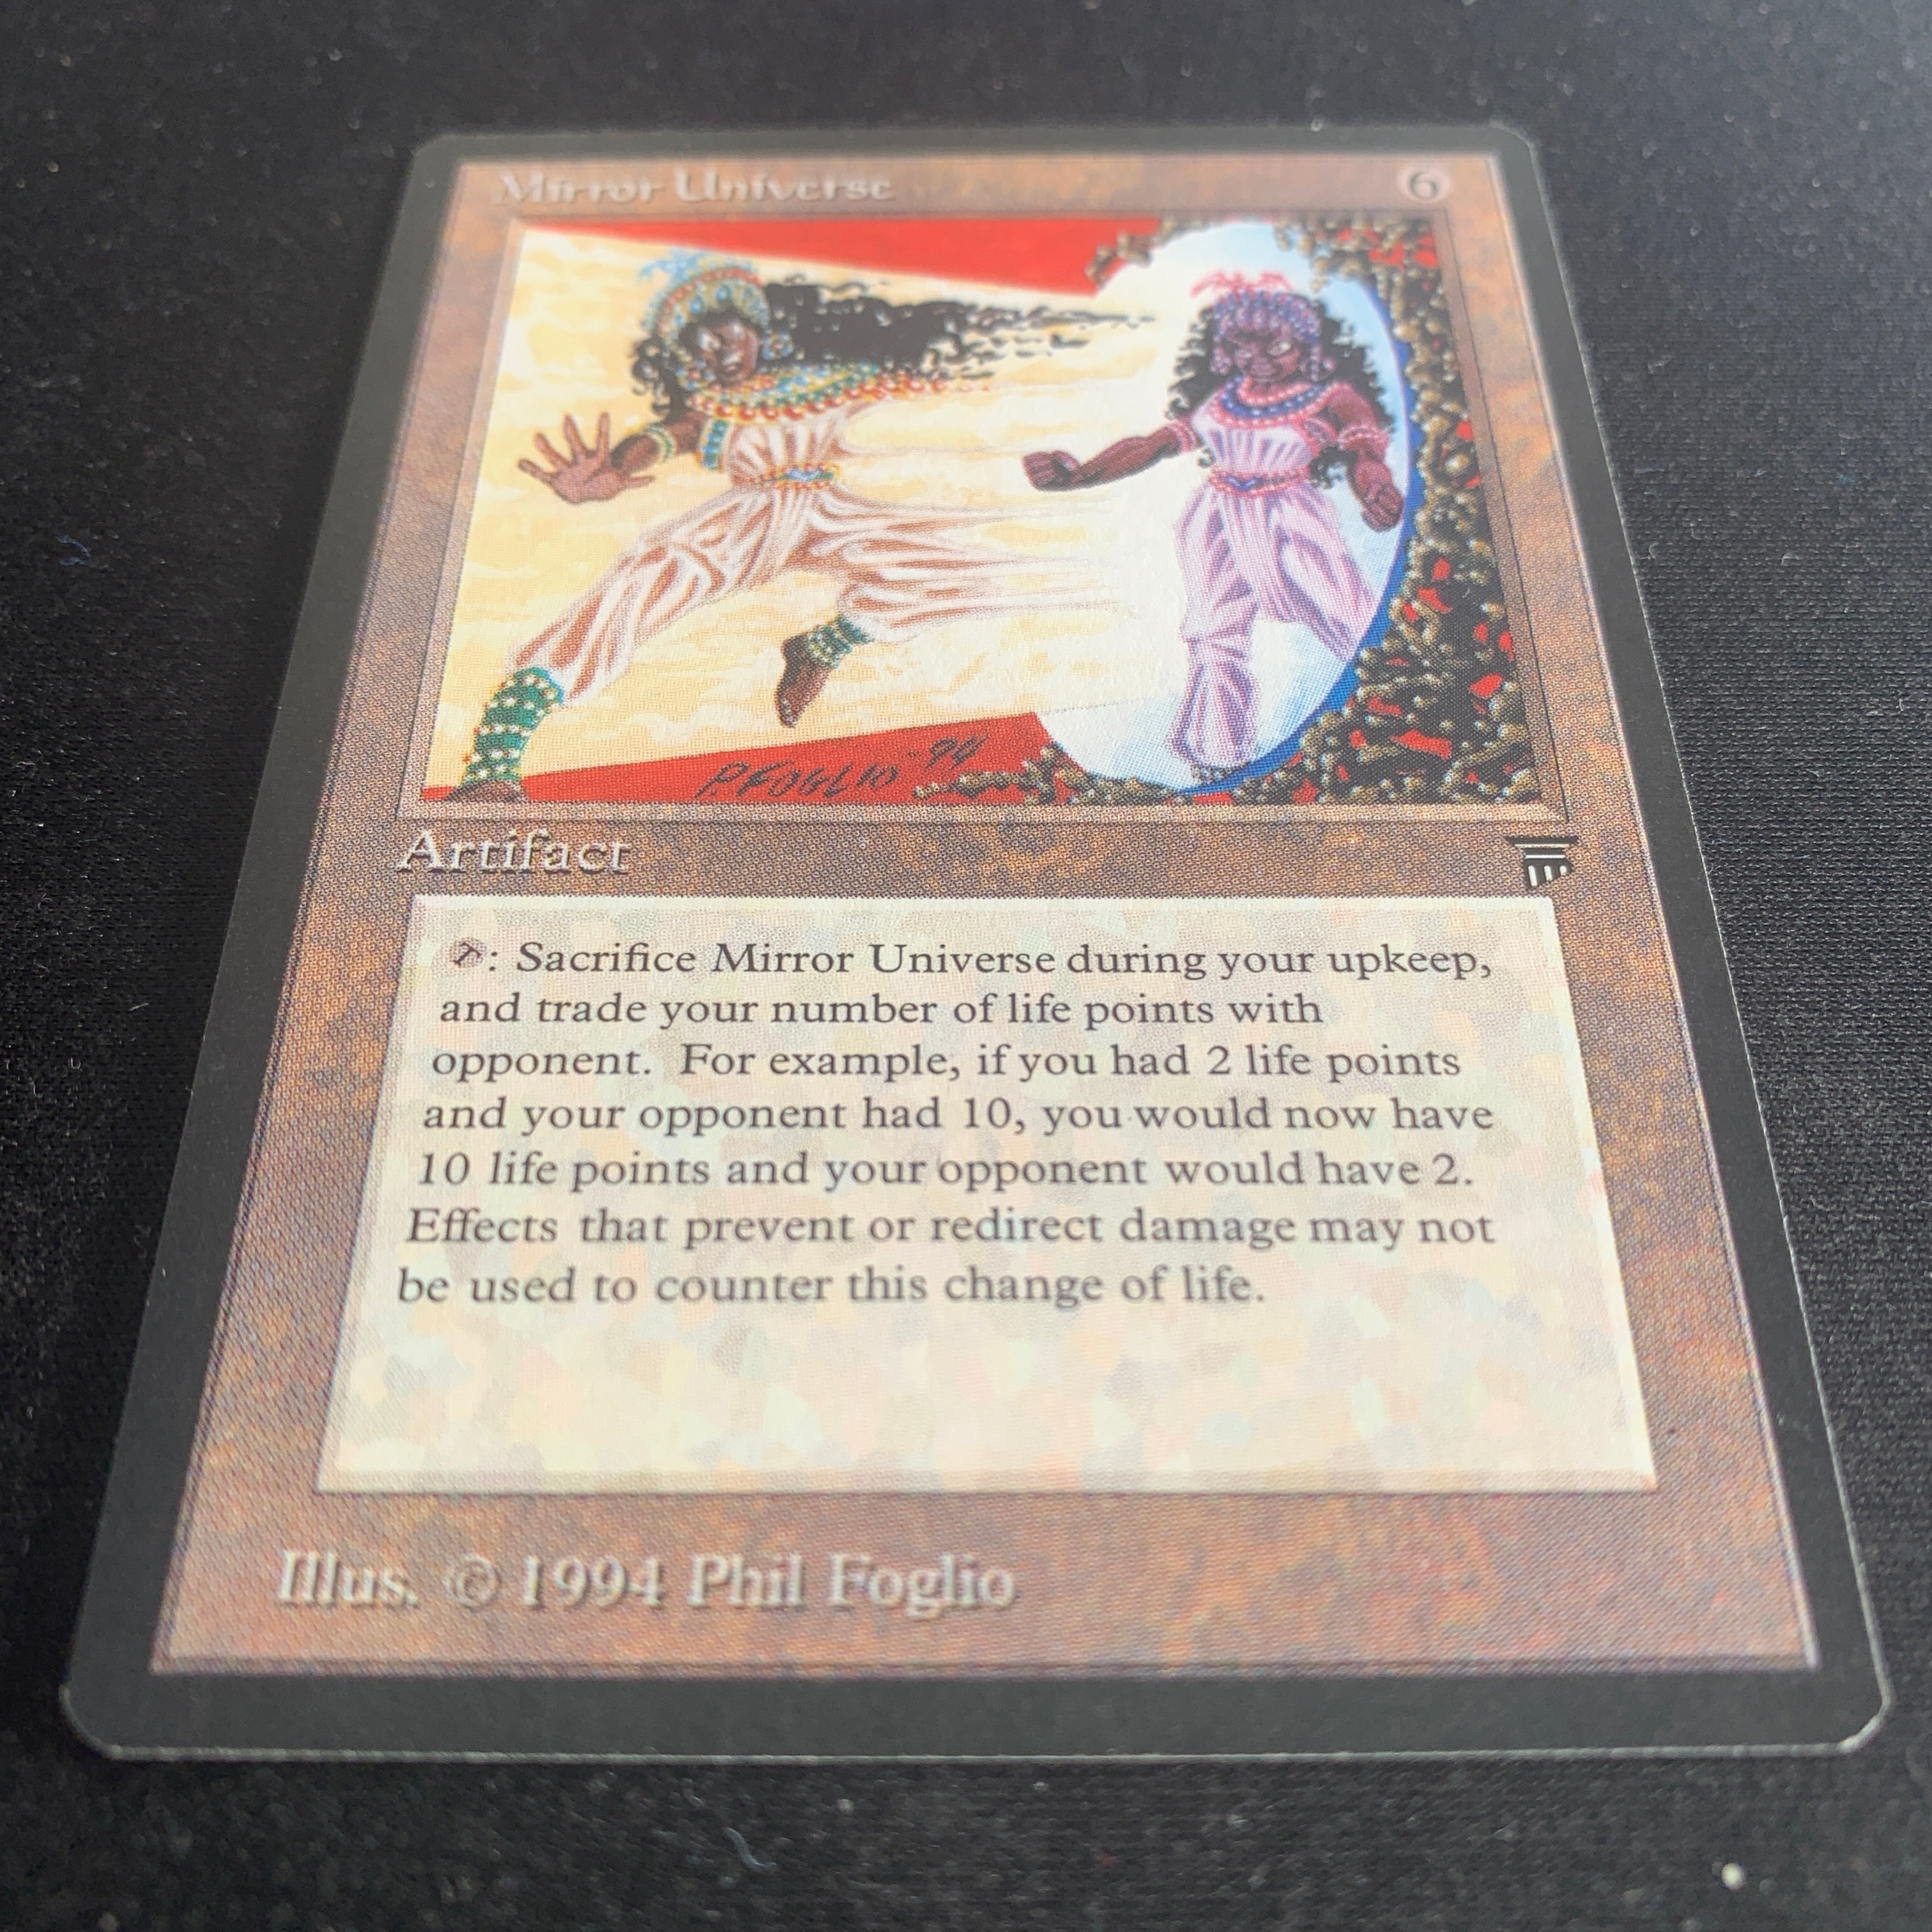 Mirror Universe 6
P. FOGLIO -94
Artifact
: Sacrifice Mirror Universe during your upkeep,
and trade your number of life points with
opponent. For example, if you had 2 life points
and your opponent had 10, you would now have
10 life points and your opponent would have 2.
Effects that prevent or redirect damage may not
be used to counter this change of life.
Illus. © 1994 Phil Foglio